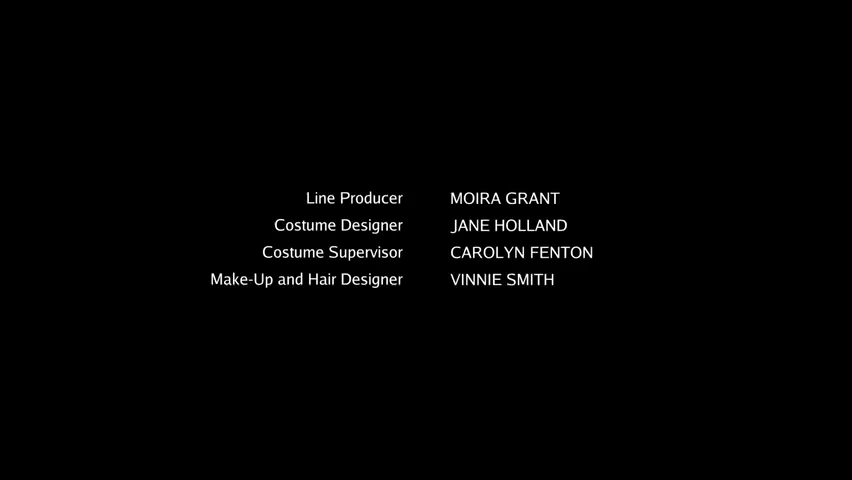 Line Producer MOIRA GRANT
Costume Designer JANE HOLLAND
Costume Supervisor CAROLYN FENTON
Make-Up and Hair Designer VINNIE SMITH